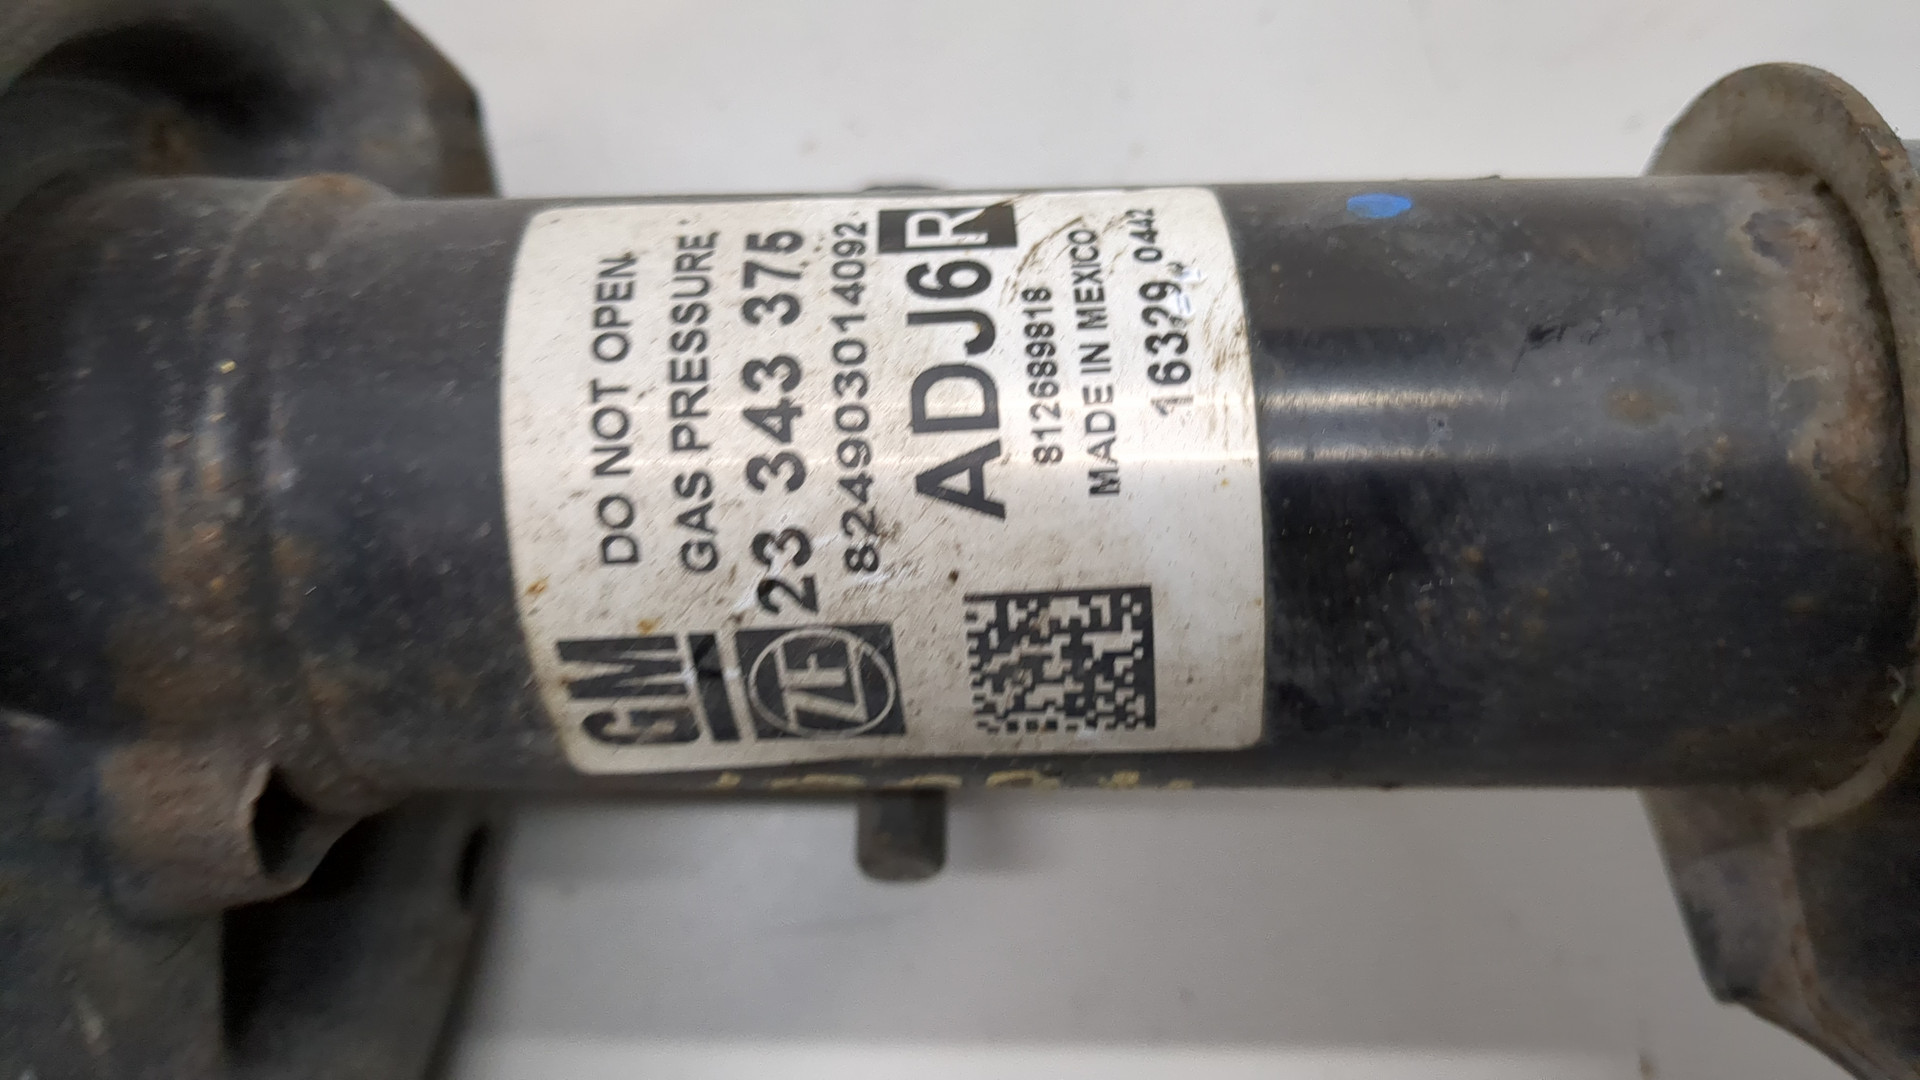 DO NOT OPEN
GAS PRESSURE
GM
23 343 375
ZF
824903014092
ADJ6R
812689818
MADE IN MEXICO
16329 0442